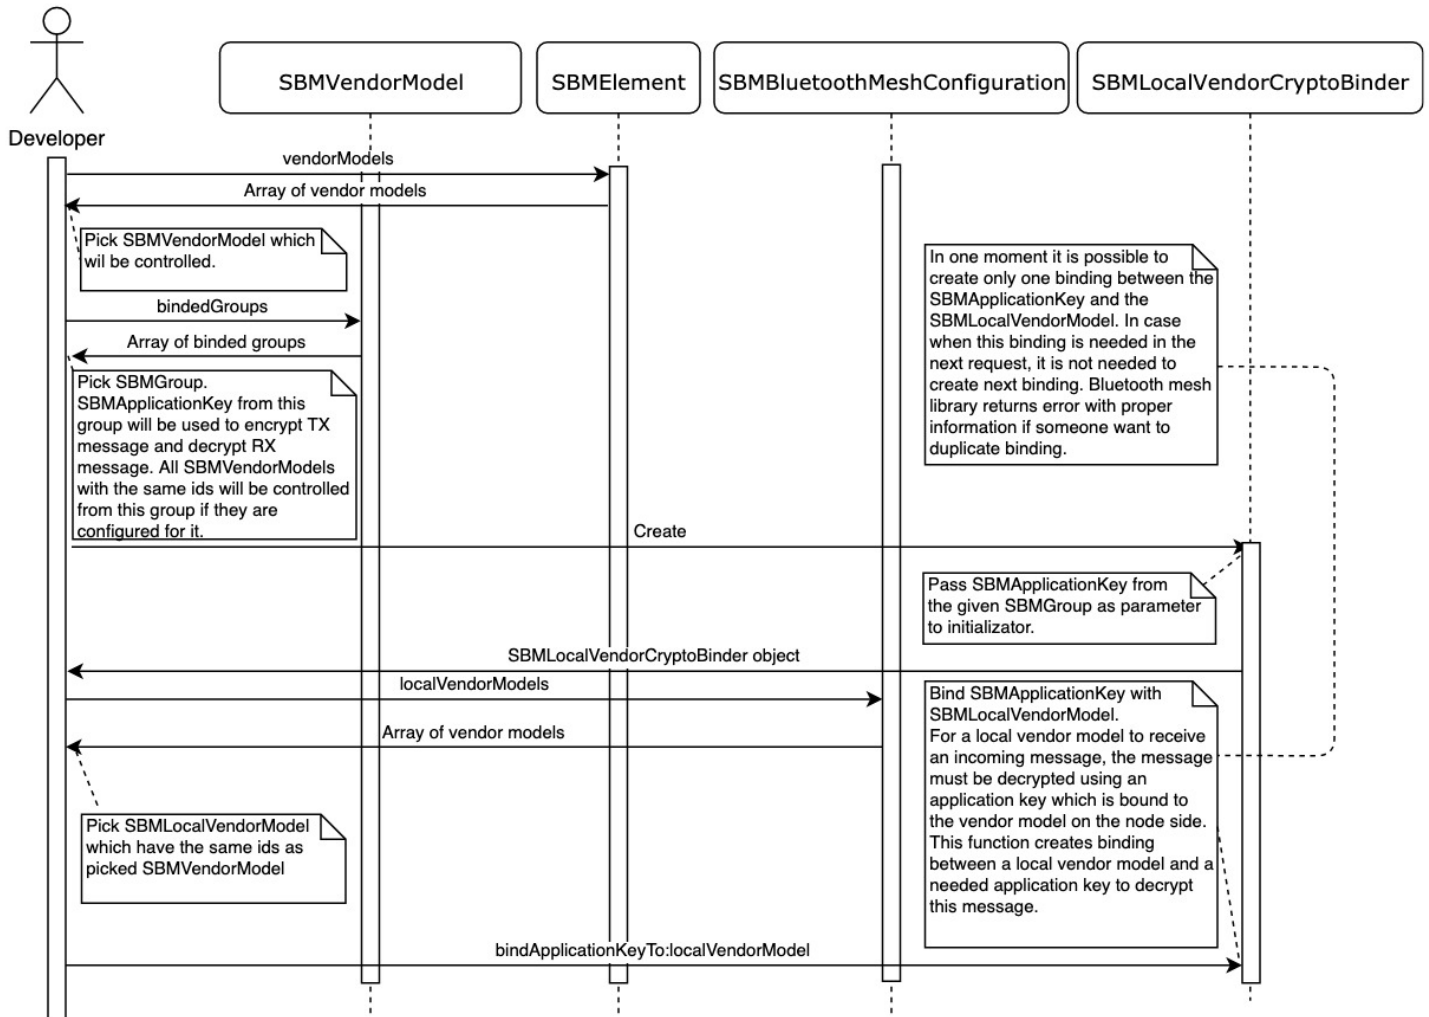 Developer
SBMVendorModel
SBMElement
SBMBluetoothMeshConfiguration
SBMLocalVendorCryptoBinder
vendorModels
Array of vendor models
Pick SBMVendorModel which
wil be controlled.
bindedGroups
Array of binded groups
Pick SBMGroup.
SBMApplicationKey from this
group will be used to encrypt TX
message and decrypt RX
message. All SBMVendorModels
with the same ids will be controlled
from this group if they are
configured for it.
In one moment it is possible to
create only one binding between the
SBMApplicationKey and the
SBMLocalVendorModel. In case
when this binding is needed in the
next request, it is not needed to
create next binding. Bluetooth mesh
library returns error with proper
information if someone want to
duplicate binding.
Create
Pass SBMApplicationKey from
the given SBMGroup as parameter
to initializator.
SBMLocalVendorCryptoBinder object
localVendorModels
Array of vendor models
Pick SBMLocalVendorModel
which have the same ids as
picked SBMVendorModel
Bind SBMApplicationKey with
SBMLocalVendorModel.
For a local vendor model to receive
an incoming message, the message
must be decrypted using an
application key which is bound to
the vendor model on the node side.
This function creates binding
between a local vendor model and a
needed application key to decrypt
this message.
bindApplicationKeyTo:localVendorModel